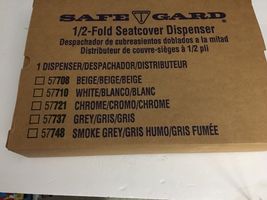 SAFE T GARD
1/2-Fold Seatcover Dispenser
Despachador de cubreasientos doblados a la mitad
Distributeur de couvre-sièges à 1/2 pli
1 DISPENSER/DESPACHADOR/DISTRIBUTEUR
57708 BEIGE/BEIGE/BEIGE
57710 WHITE/BLANCO/BLANC
57721 CHROME/CROMO/CHROME
57737 GREY/GRIS/GRIS
57748 SMOKE GREY/GRIS HUMO/GRIS FUMÉE